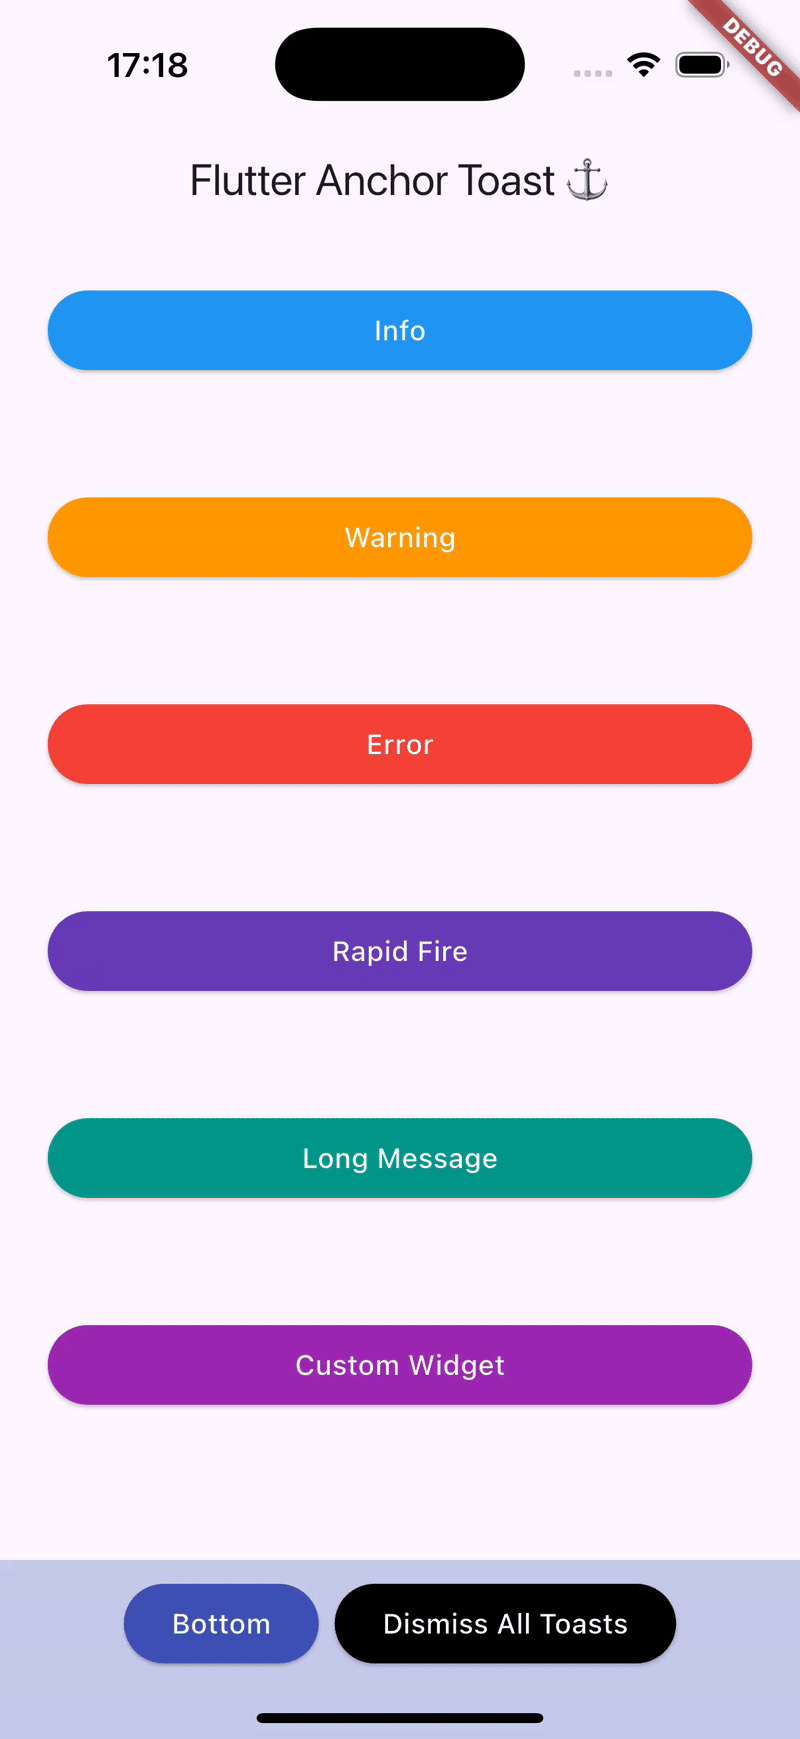 17:18
DEBUG
Flutter Anchor Toast ⚓
Info
Warning
Error
Rapid Fire
Long Message
Custom Widget
Bottom
Dismiss All Toasts